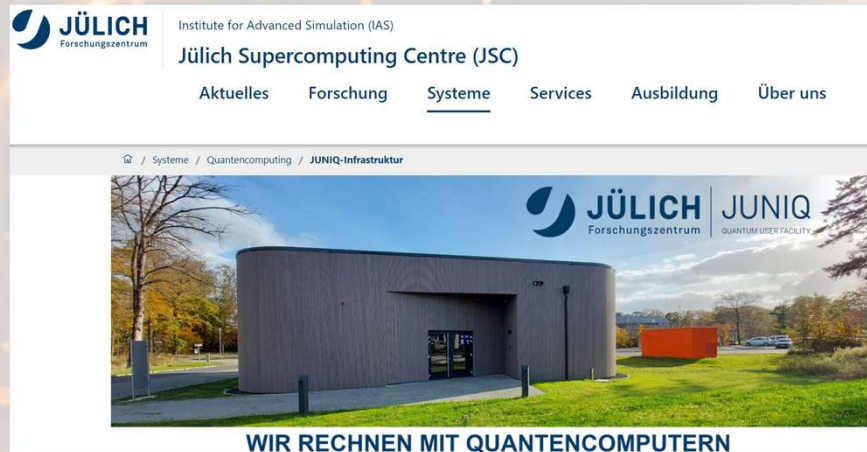 JÜLICH
Forschungszentrum
Institute for Advanced Simulation (IAS)
Jülich Supercomputing Centre (JSC)
Aktuelles Forschung Systeme Services Ausbildung Über uns
/ Systeme / Quantencomputing / JUNIQ-Infrastruktur
JÜLICH JUNIQ
Forschungszentrum QUANTUM USER FACILITY
WIR RECHNEN MIT QUANTENCOMPUTERN